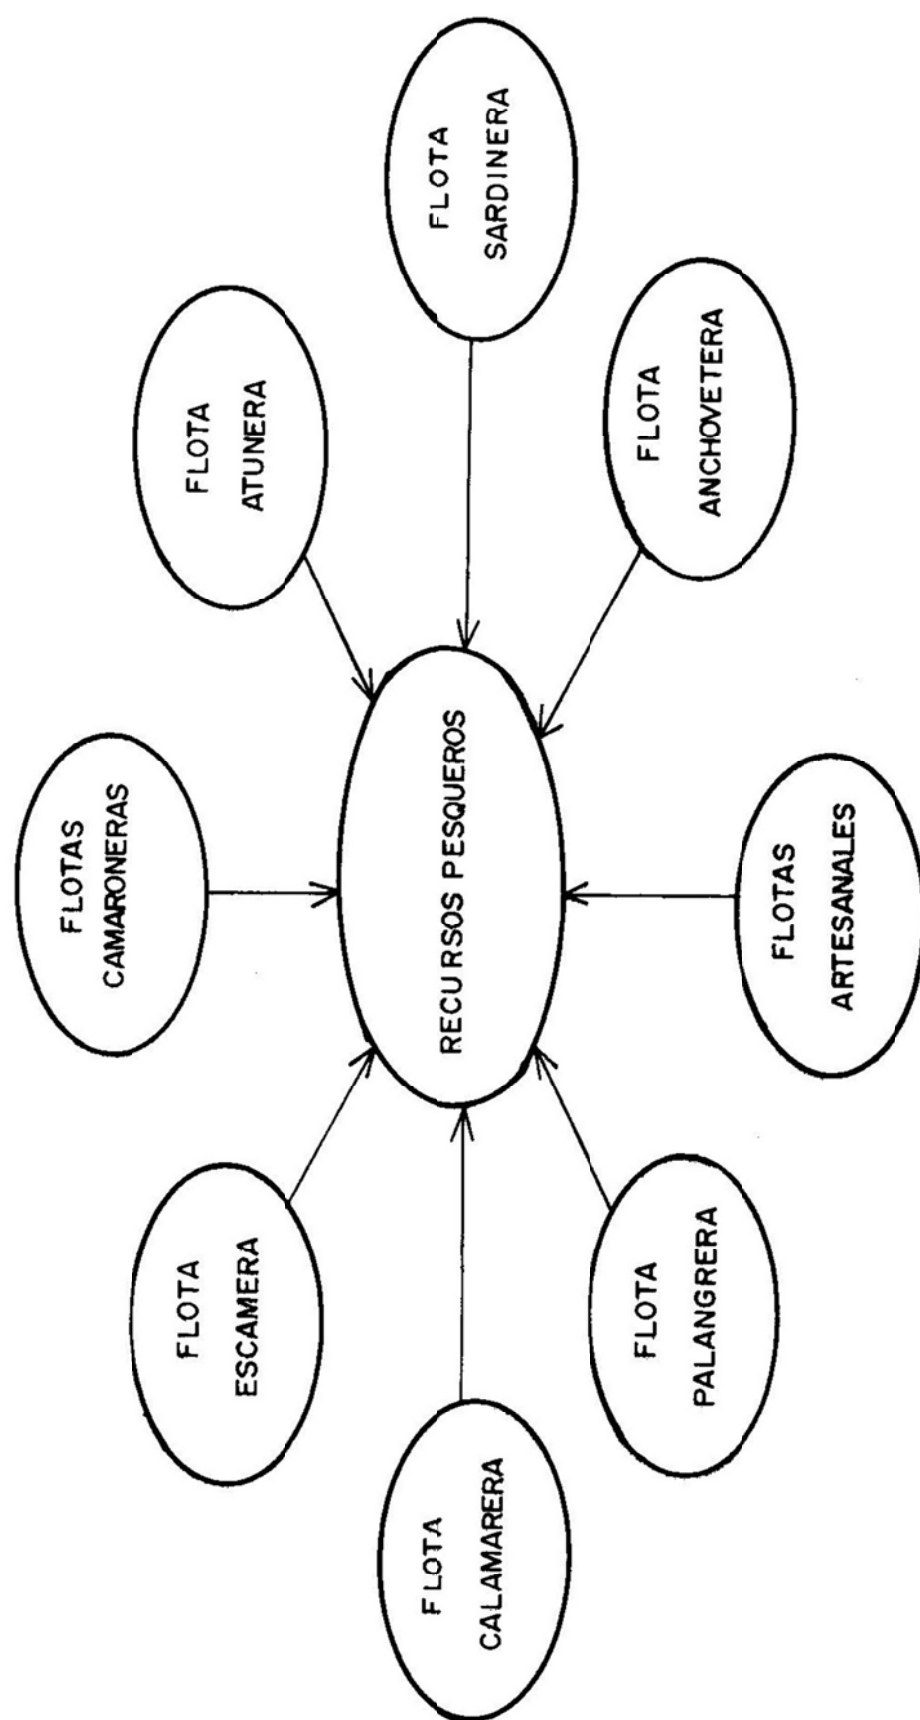 FLOTAS
CAMARONERAS
FLOTA
ESCAMERA
FLOTA
ATUNERA
FLOTA
CALAMARERA
RECURSOS PESQUEROS
FLOTA
SARDINERA
FLOTA
PALANGRERA
FLOTA
ANCHOVETERA
FLOTAS
ARTESANALES